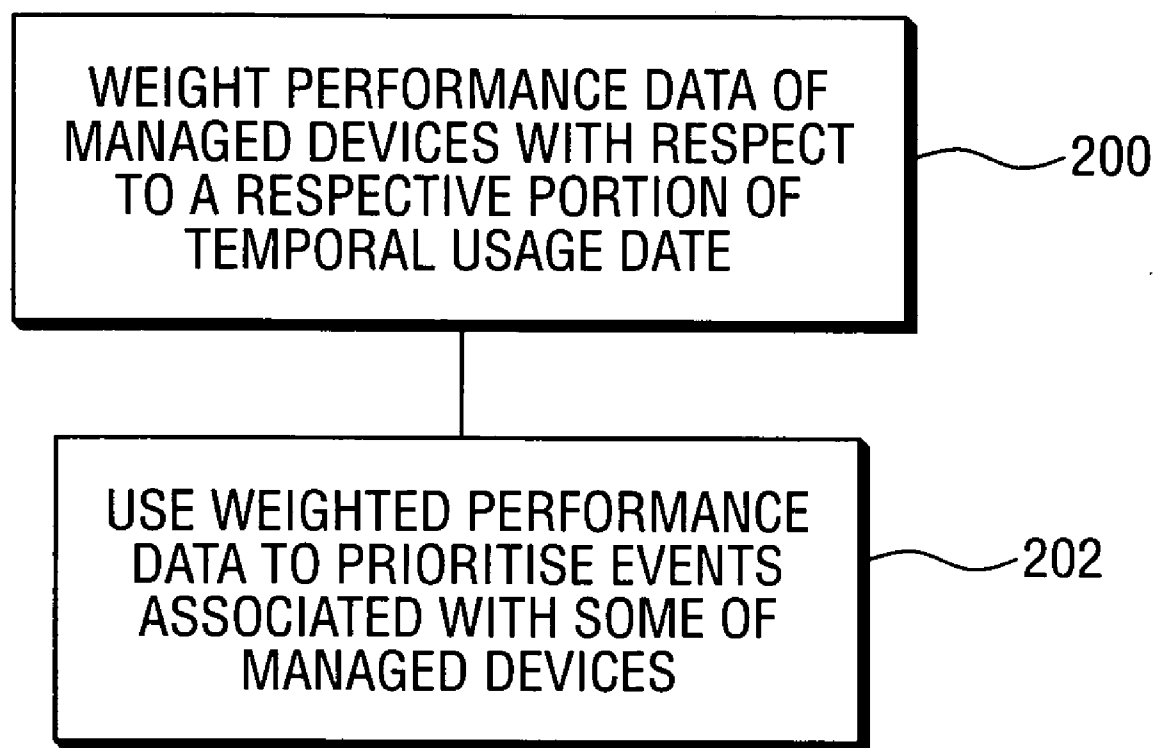 WEIGHT PERFORMANCE DATA OF
MANAGED DEVICES WITH RESPECT
TO A RESPECTIVE PORTION OF
TEMPORAL USAGE DATE
200
USE WEIGHTED PERFORMANCE
DATA TO PRIORITISE EVENTS
ASSOCIATED WITH SOME OF
MANAGED DEVICES
202